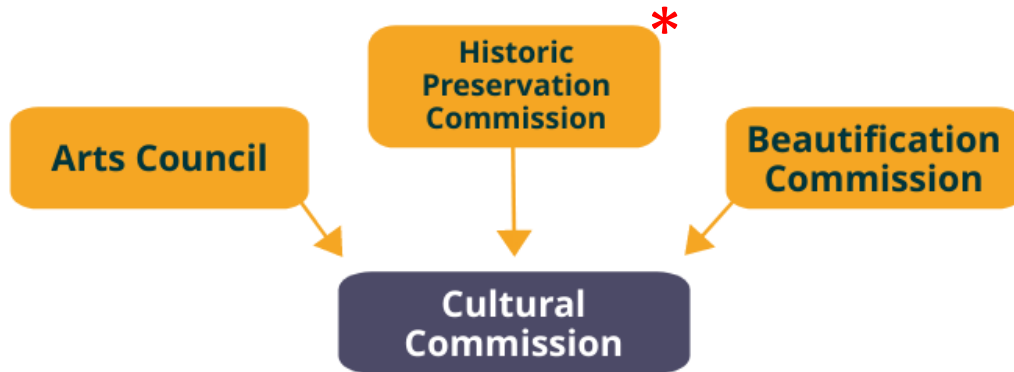 Historic
Preservation
Commission
*
Arts Council
Beautification
Commission
Cultural
Commission